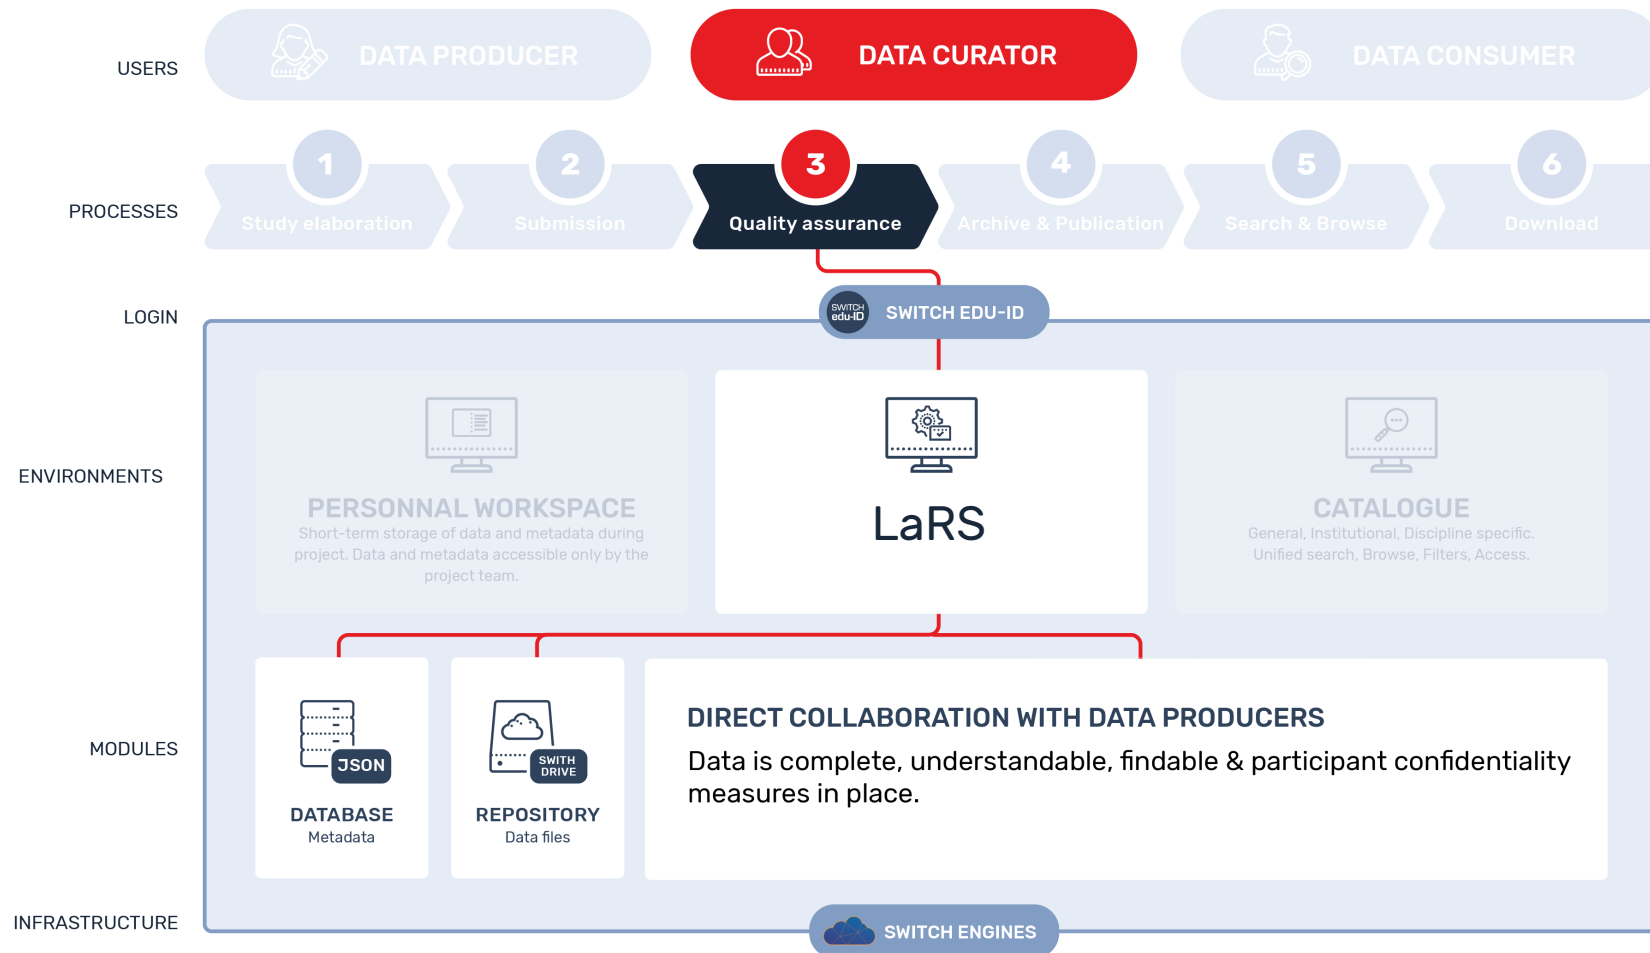 USERS
DATA PRODUCER
DATA CURATOR
DATA CONSUMER
PROCESSES
1
2
3
4
5
6
Study elaboration
Submission
Quality assurance
Archive & Publication
Search & Browse
Download
LOGIN
SWITCH
edu-ID
SWITCH EDU-ID
ENVIRONMENTS
PERSONNAL WORKSPACE
Short-term storage of data and metadata during
project. Data and metadata accessible only by the
project team.
LaRS
CATALOGUE
General, Institutional, Discipline specific.
Unified search, Browse, Filters, Access.
MODULES
JSON
DATABASE
Metadata
SWITH
DRIVE
REPOSITORY
Data files
DIRECT COLLABORATION WITH DATA PRODUCERS
Data is complete, understandable, findable & participant confidentiality
measures in place.
INFRASTRUCTURE
SWITCH ENGINES